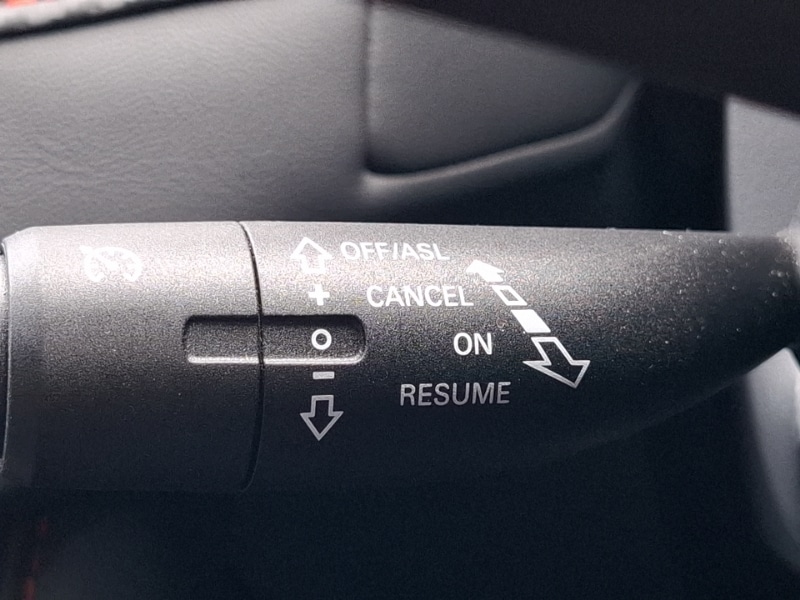 OFF/ASL
+ CANCEL
O ON
- RESUME